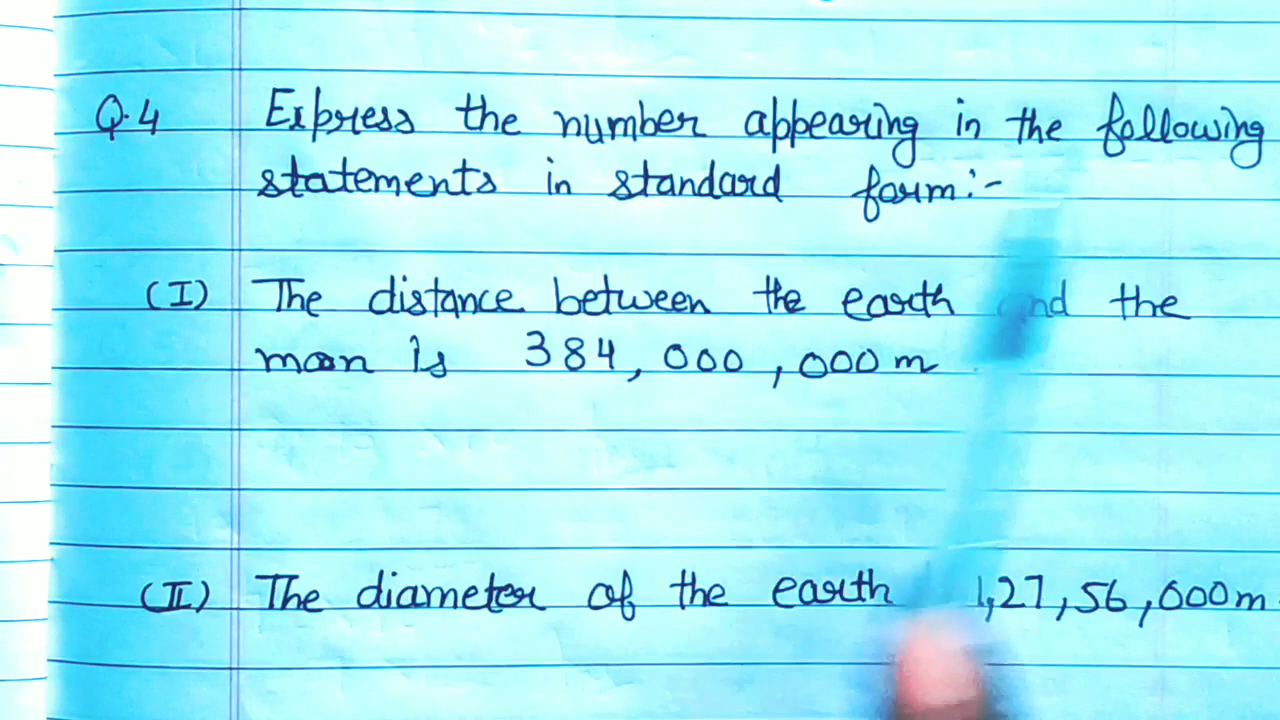 Q.4 Express the number appearing in the following
statements in standard form:-
(I) The distance between the earth and the
moon is 384,000,000m
(II) The diameter of the earth 1,27,56,000m